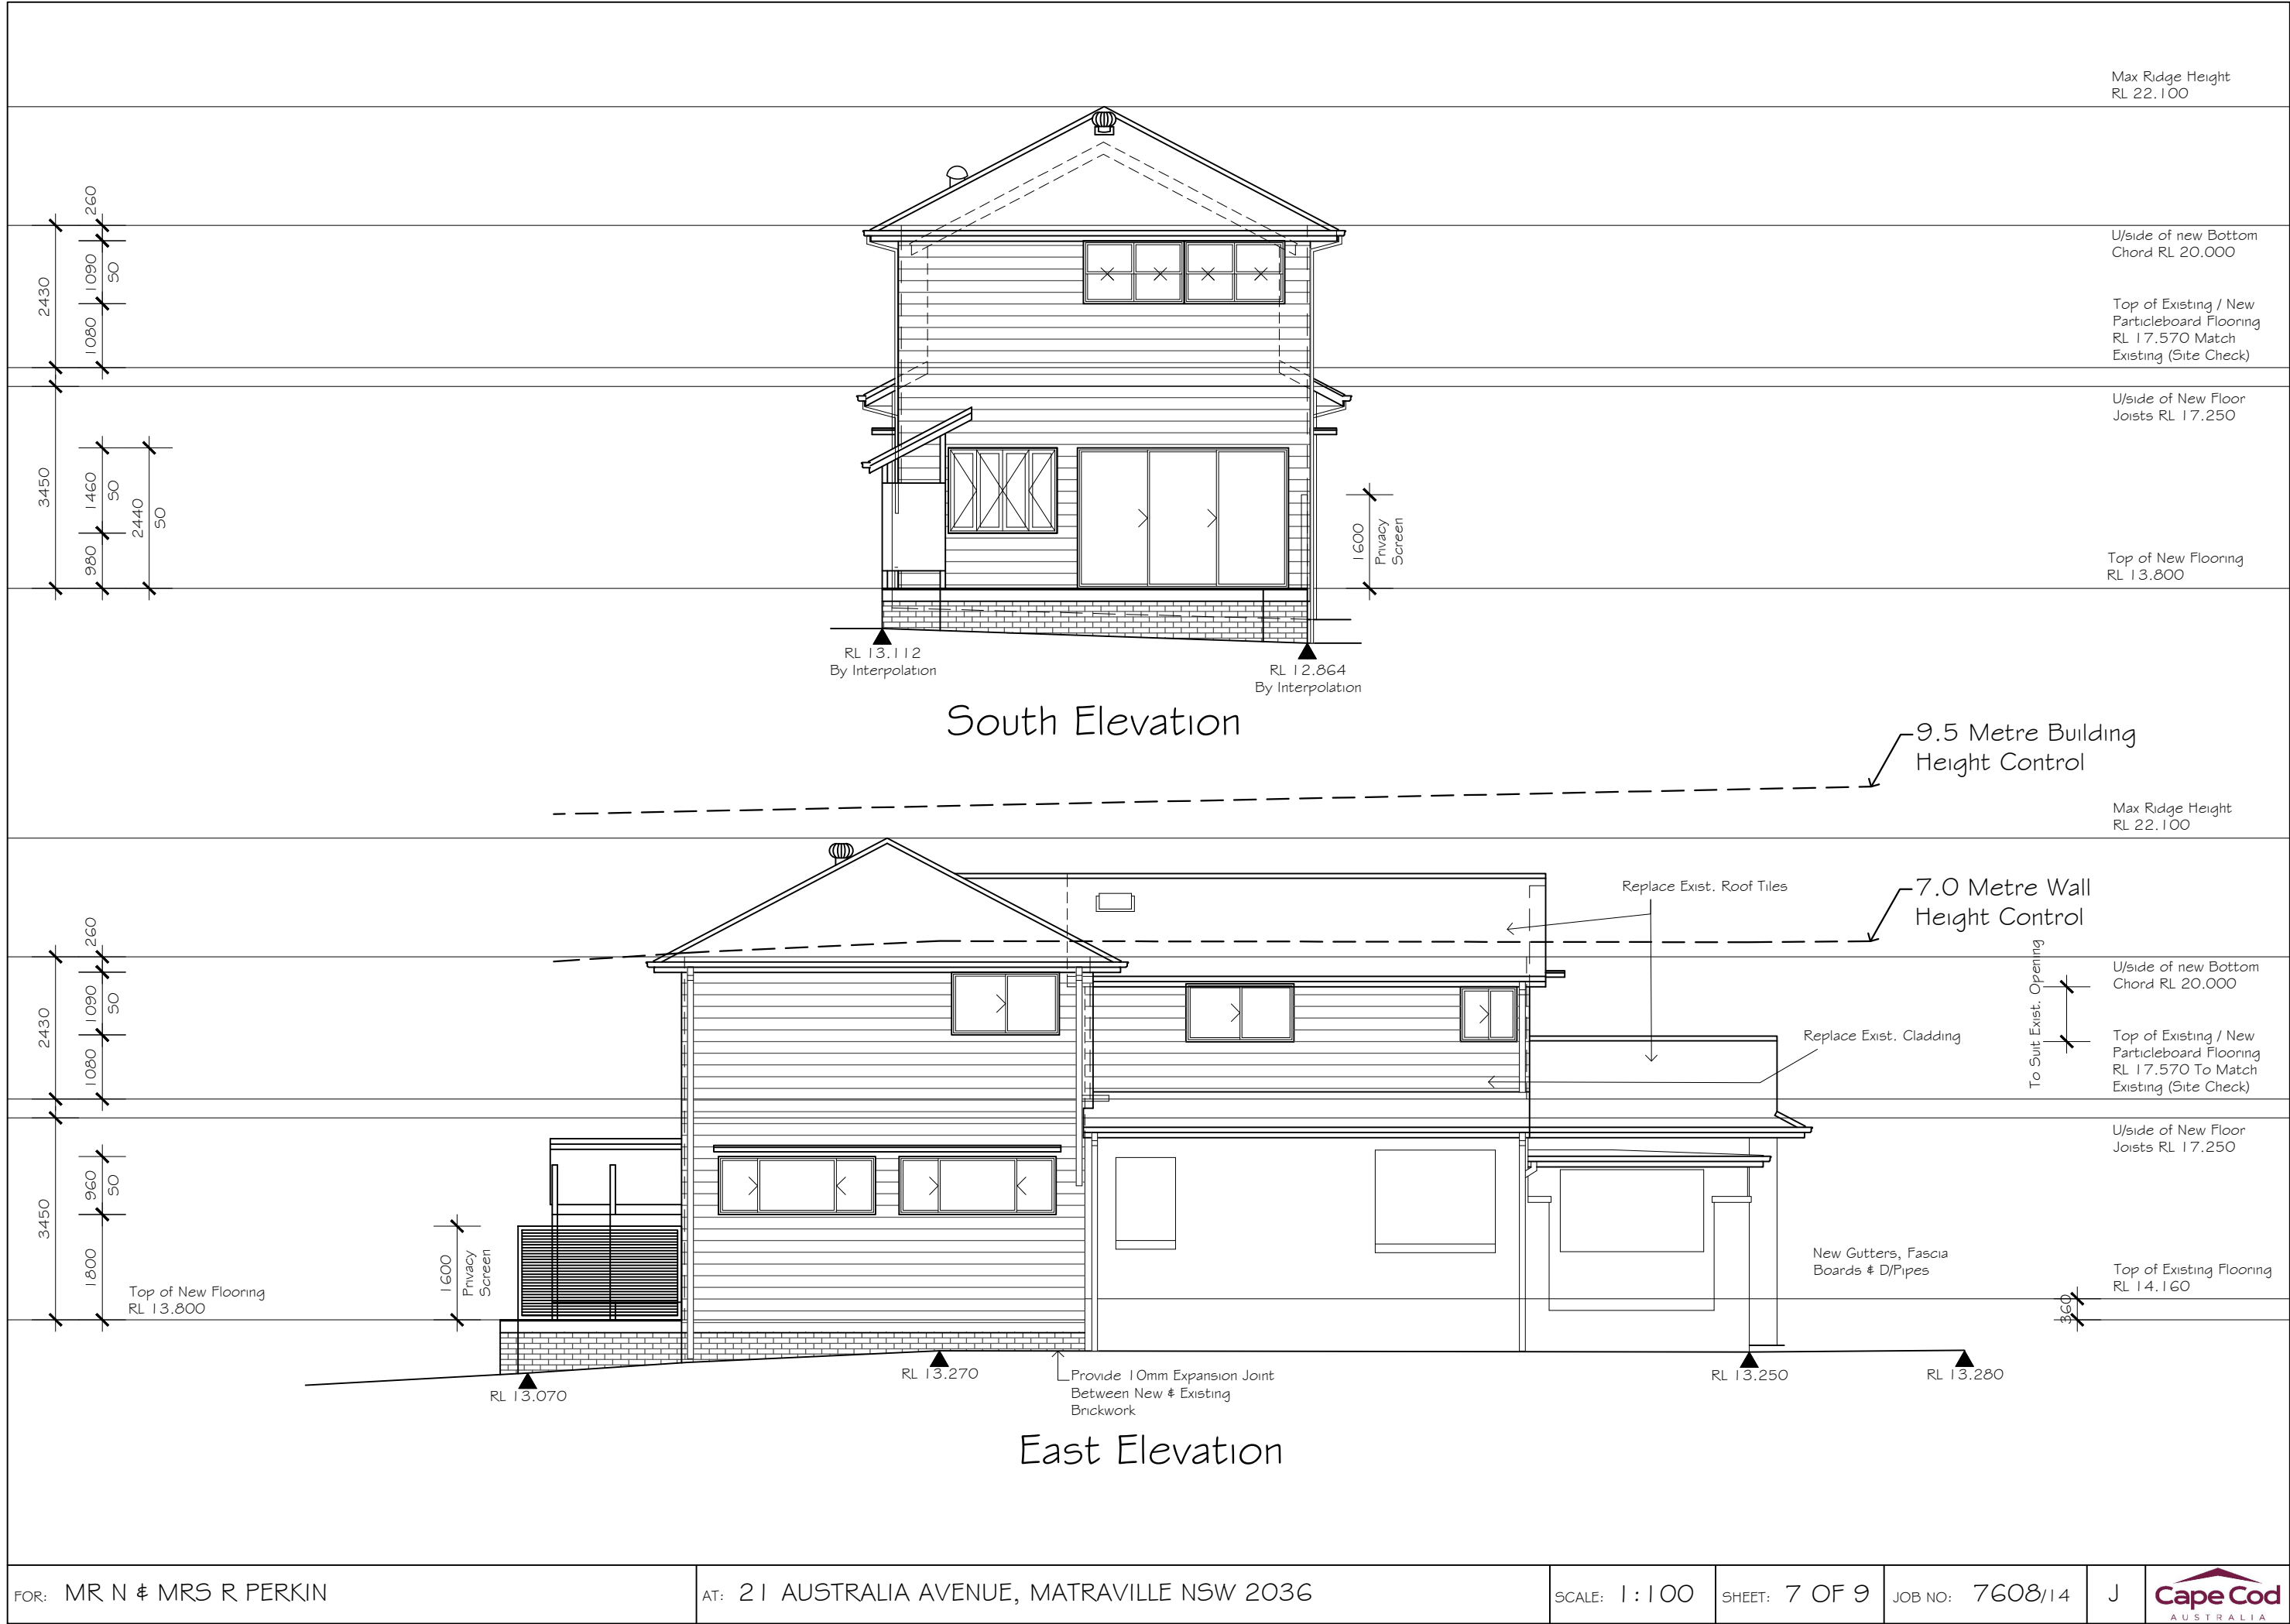 Max Ridge Height
RL 22.100
260
2430
1090
SO
1080
U/side of new Bottom
Chord RL 20.000
Top of Existing / New
Particleboard Flooring
RL 17.570 Match
Existing (Site Check)
U/side of New Floor
Joists RL 17.250
3450
1460
SO
980
2440
SO
1600
Privacy
Screen
Top of New Flooring
RL 13.800
RL 13.112
By Interpolation
RL 12.864
By Interpolation
South Elevation
9.5 Metre Building
Height Control
Max Ridge Height
RL 22.100
Replace Exist. Roof Tiles
7.0 Metre Wall
Height Control
260
2430
1090
SO
1080
To Suit Exist. Opening
U/side of new Bottom
Chord RL 20.000
Replace Exist. Cladding
Top of Existing / New
Particleboard Flooring
RL 17.570 To Match
Existing (Site Check)
U/side of New Floor
Joists RL 17.250
3450
960
SO
1800
1600
Privacy
Screen
Top of New Flooring
RL 13.800
New Gutters, Fascia
Boards & D/Pipes
Top of Existing Flooring
RL 14.160
360
RL 13.070
RL 13.270
Provide 10mm Expansion Joint
Between New & Existing
Brickwork
RL 13.250
RL 13.280
East Elevation
FOR: MR N & MRS R PERKIN
AT: 21 AUSTRALIA AVENUE, MATRAVILLE NSW 2036
SCALE: 1:100
SHEET: 7 OF 9
JOB NO: 7608/14
J
Cape Cod
AUSTRALIA